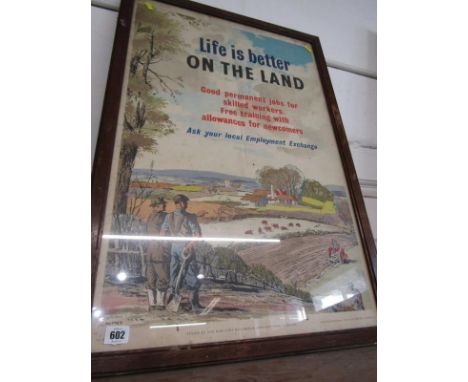 Life is better
ON THE LAND
Good permanent jobs for
skilled workers.
Free training with
allowances for newcomers
Ask your local Employment Exchange
602